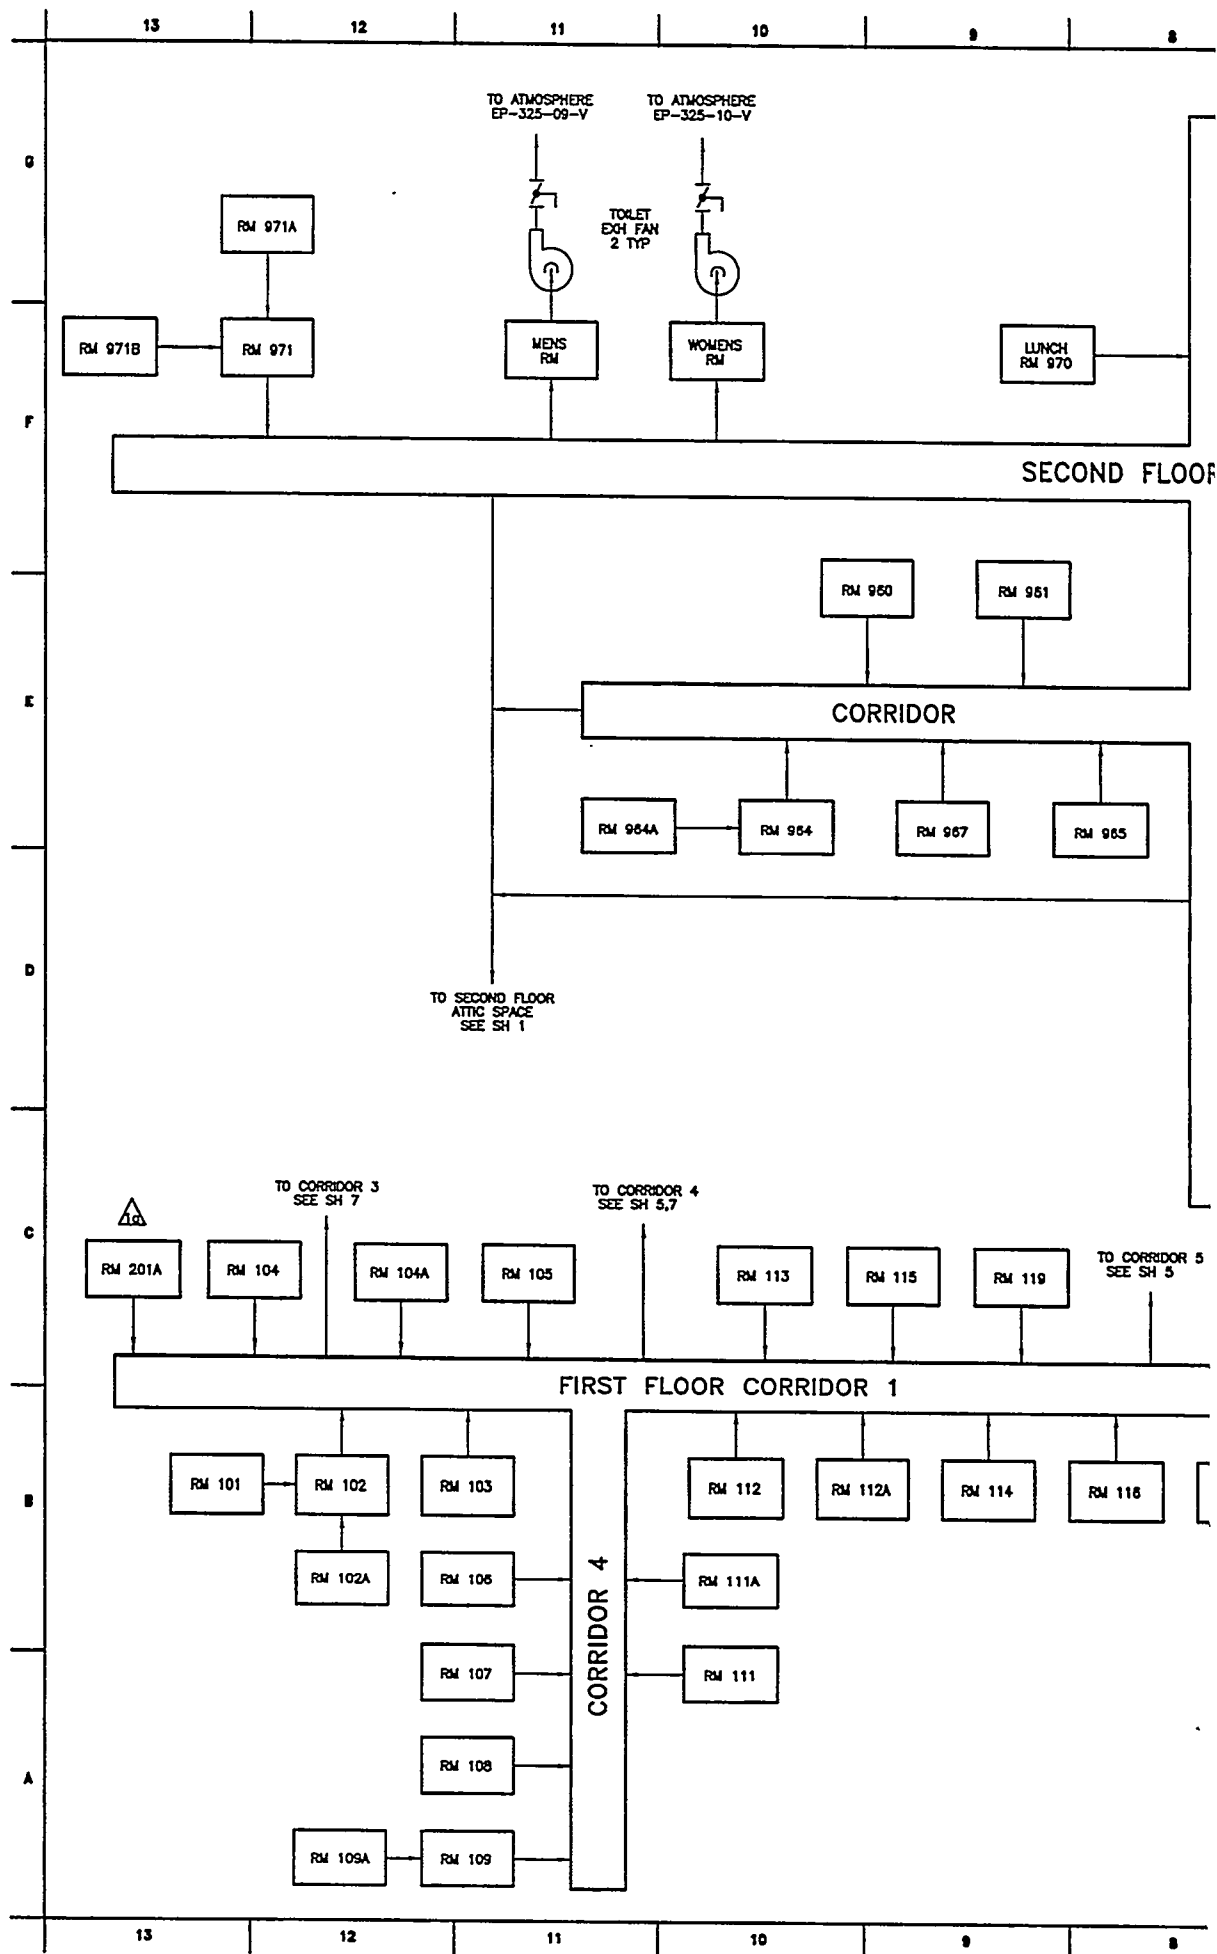 13 12 11 10 9 8
G
TO ATMOSPHERE
EP-325-09-V
TO ATMOSPHERE
EP-325-10-V
TOILET
EXH FAN
2 TYP
RM 971A
RM 971B
RM 971
MENS
RM
WOMENS
RM
LUNCH
RM 970
F
SECOND FLOOR
RM 960
RM 961
E
CORRIDOR
RM 964A
RM 964
RM 967
RM 965
D
TO SECOND FLOOR
ATTIC SPACE
SEE SH 1
TO CORRIDOR 3
SEE SH 7
TO CORRIDOR 4
SEE SH 5,7
C
1a
RM 201A
RM 104
RM 104A
RM 105
RM 113
RM 115
RM 119
TO CORRIDOR 5
SEE SH 5
FIRST FLOOR CORRIDOR 1
B
RM 101
RM 102
RM 103
RM 112
RM 112A
RM 114
RM 116
RM 102A
RM 106
CORRIDOR 4
RM 111A
RM 107
RM 111
A
RM 108
RM 109A
RM 109
13 12 11 10 9 8